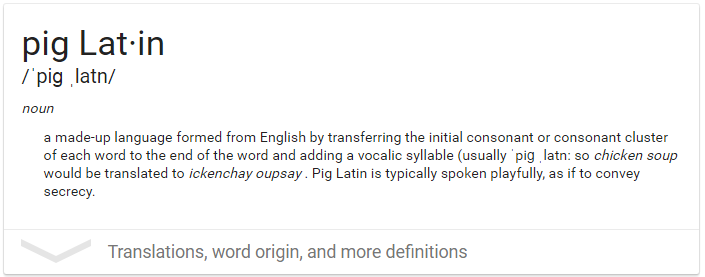 pig Lat·in
/ˈpig ˌlatn/
noun
a made-up language formed from English by transferring the initial consonant or consonant cluster
of each word to the end of the word and adding a vocalic syllable (usually ˈpig ˌlatn: so chicken soup
would be translated to ickenchay oupsay . Pig Latin is typically spoken playfully, as if to convey
secrecy.
Translations, word origin, and more definitions